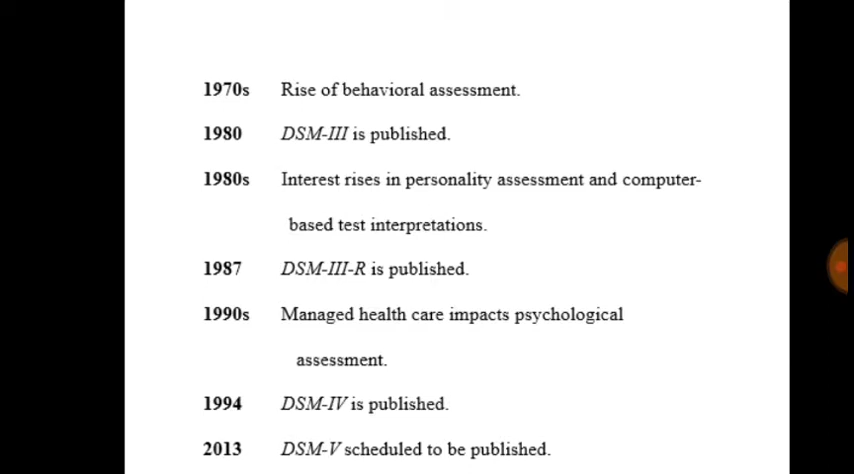 1970s Rise of behavioral assessment.
1980 DSM-III is published.
1980s Interest rises in personality assessment and computer-
based test interpretations.
1987 DSM-III-R is published.
1990s Managed health care impacts psychological
assessment.
1994 DSM-IV is published.
2013 DSM-V scheduled to be published.